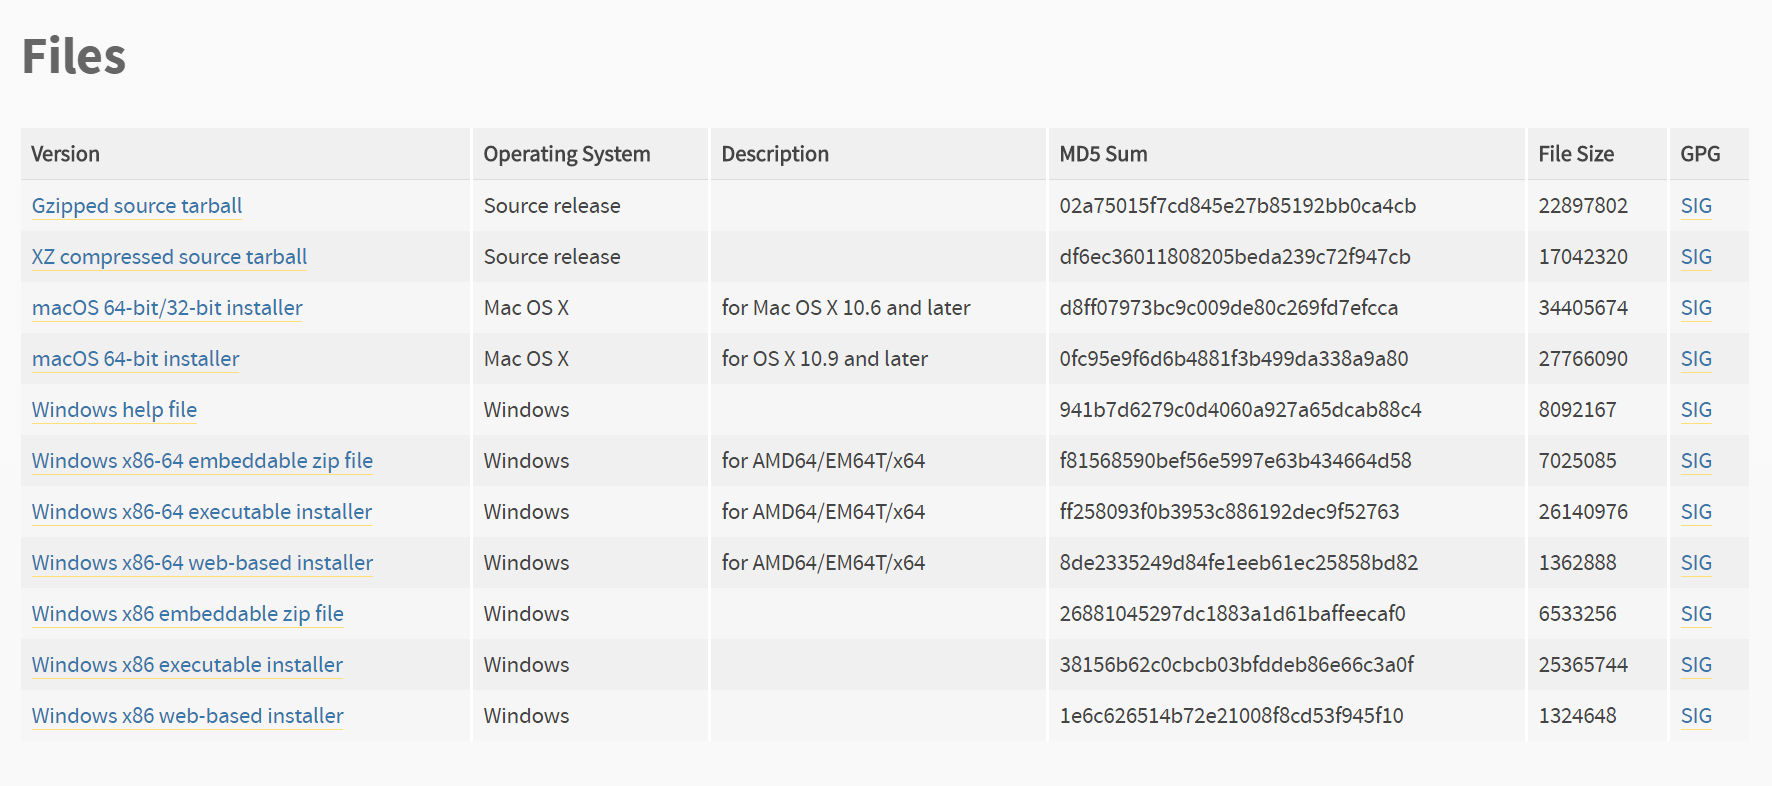 Files
Version Operating System Description MD5 Sum File Size GPG
Gzipped source tarball Source release 02a75015f7cd845e27b85192bb0ca4cb 22897802 SIG
XZ compressed source tarball Source release df6ec36011808205beda239c72f947cb 17042320 SIG
macOS 64-bit/32-bit installer Mac OS X for Mac OS X 10.6 and later d8ff07973bc9c009de80c269fd7efcca 34405674 SIG
macOS 64-bit installer Mac OS X for OS X 10.9 and later 0fc95e9f6d6b4881f3b499da338a9a80 27766090 SIG
Windows help file Windows 941b7d6279c0d4060a927a65dcab88c4 8092167 SIG
Windows x86-64 embeddable zip file Windows for AMD64/EM64T/x64 f81568590bef56e5997e63b434664d58 7025085 SIG
Windows x86-64 executable installer Windows for AMD64/EM64T/x64 ff258093f0b3953c886192dec9f52763 26140976 SIG
Windows x86-64 web-based installer Windows for AMD64/EM64T/x64 8de2335249d84fe1eeb61ec25858bd82 1362888 SIG
Windows x86 embeddable zip file Windows 26881045297dc1883a1d61baffeecaf0 6533256 SIG
Windows x86 executable installer Windows 38156b62c0cbcb03bfddeb86e66c3a0f 25365744 SIG
Windows x86 web-based installer Windows 1e6c626514b72e21008f8cd53f945f10 1324648 SIG